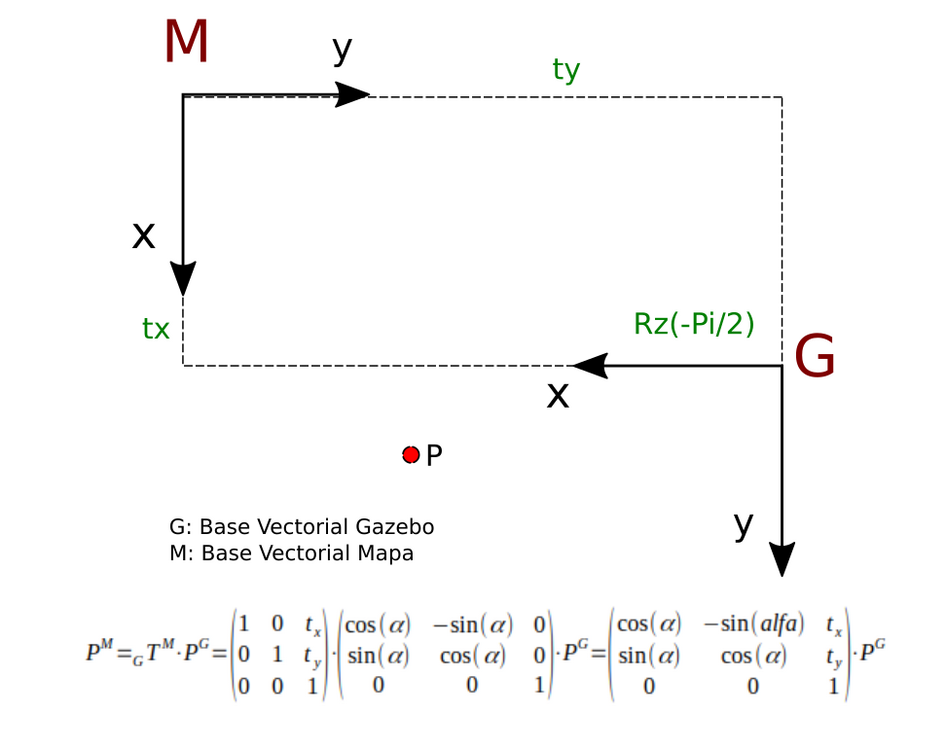 M
y
ty
x
tx
Rz(-Pi/2)
G
x
P
y
G: Base Vectorial Gazebo
M: Base Vectorial Mapa
P^M =_G T^M · P^G = (1 0 t_x; 0 1 t_y; 0 0 1) · (cos(α) −sin(α) 0; sin(α) cos(α) 0; 0 0 1) · P^G = (cos(α) −sin(alfa) t_x; sin(α) cos(α) t_y; 0 0 1) · P^G